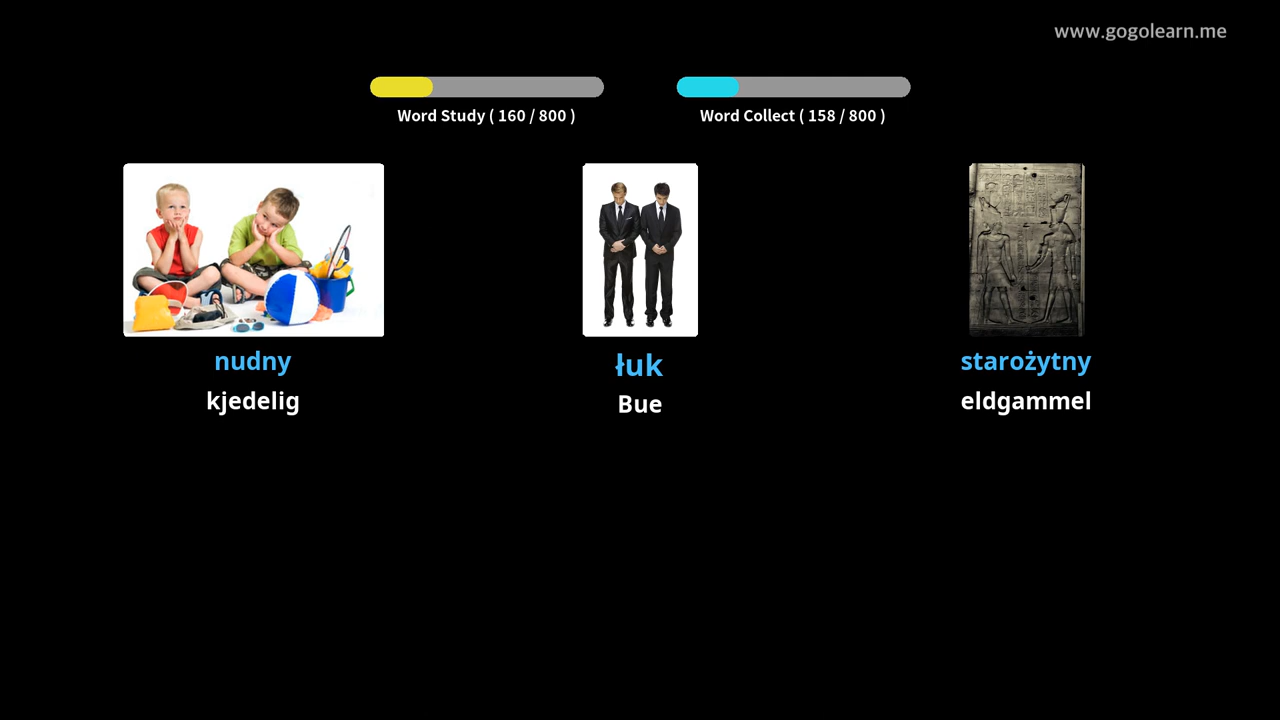 www.gogolearn.me
Word Study ( 160 / 800 )
Word Collect ( 158 / 800 )
nudny
kjedelig
łuk
Bue
starożytny
eldgammel